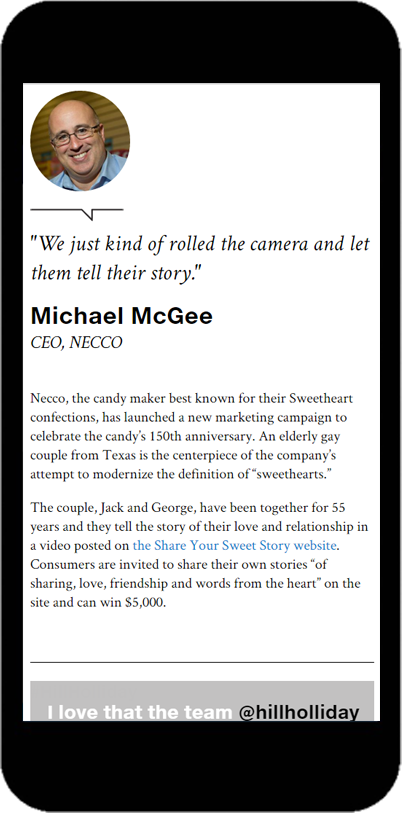 "We just kind of rolled the camera and let
them tell their story."
Michael McGee
CEO, NECCO
Necco, the candy maker best known for their Sweetheart
confections, has launched a new marketing campaign to
celebrate the candy’s 150th anniversary. An elderly gay
couple from Texas is the centerpiece of the company’s
attempt to modernize the definition of “sweethearts.”
The couple, Jack and George, have been together for 55
years and they tell the story of their love and relationship in
a video posted on the Share Your Sweet Story website.
Consumers are invited to share their own stories “of
sharing, love, friendship and words from the heart” on the
site and can win $5,000.
I love that the team @hillholliday